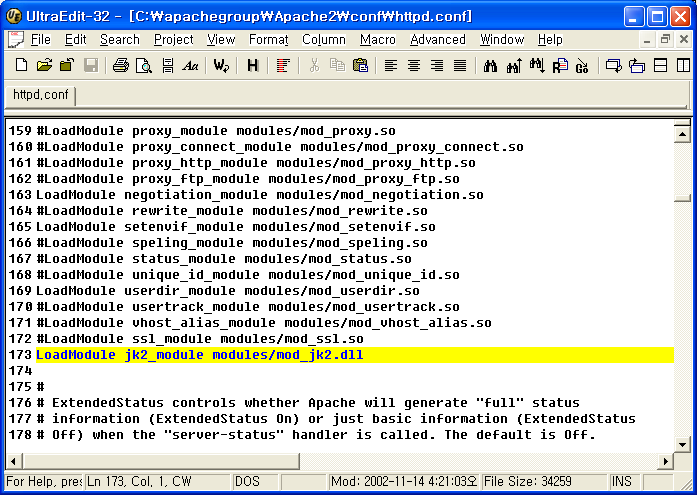 UltraEdit-32 - [C:₩apachegroup₩Apache2₩conf₩httpd.conf]
File Edit Search Project View Format Column Macro Advanced Window Help
httpd.conf
159 #LoadModule proxy_module modules/mod_proxy.so
160 #LoadModule proxy_connect_module modules/mod_proxy_connect.so
161 #LoadModule proxy_http_module modules/mod_proxy_http.so
162 #LoadModule proxy_ftp_module modules/mod_proxy_ftp.so
163 LoadModule negotiation_module modules/mod_negotiation.so
164 #LoadModule rewrite_module modules/mod_rewrite.so
165 LoadModule setenvif_module modules/mod_setenvif.so
166 #LoadModule speling_module modules/mod_speling.so
167 #LoadModule status_module modules/mod_status.so
168 #LoadModule unique_id_module modules/mod_unique_id.so
169 LoadModule userdir_module modules/mod_userdir.so
170 #LoadModule usertrack_module modules/mod_usertrack.so
171 #LoadModule vhost_alias_module modules/mod_vhost_alias.so
172 #LoadModule ssl_module modules/mod_ssl.so
173 LoadModule jk2_module modules/mod_jk2.dll
174
175 #
176 # ExtendedStatus controls whether Apache will generate "full" status
177 # information (ExtendedStatus On) or just basic information (ExtendedStatus
178 # Off) when the "server-status" handler is called. The default is Off.
For Help, pres Ln 173, Col, 1, CW DOS Mod: 2002-11-14 4:21:03오 File Size: 34259 INS